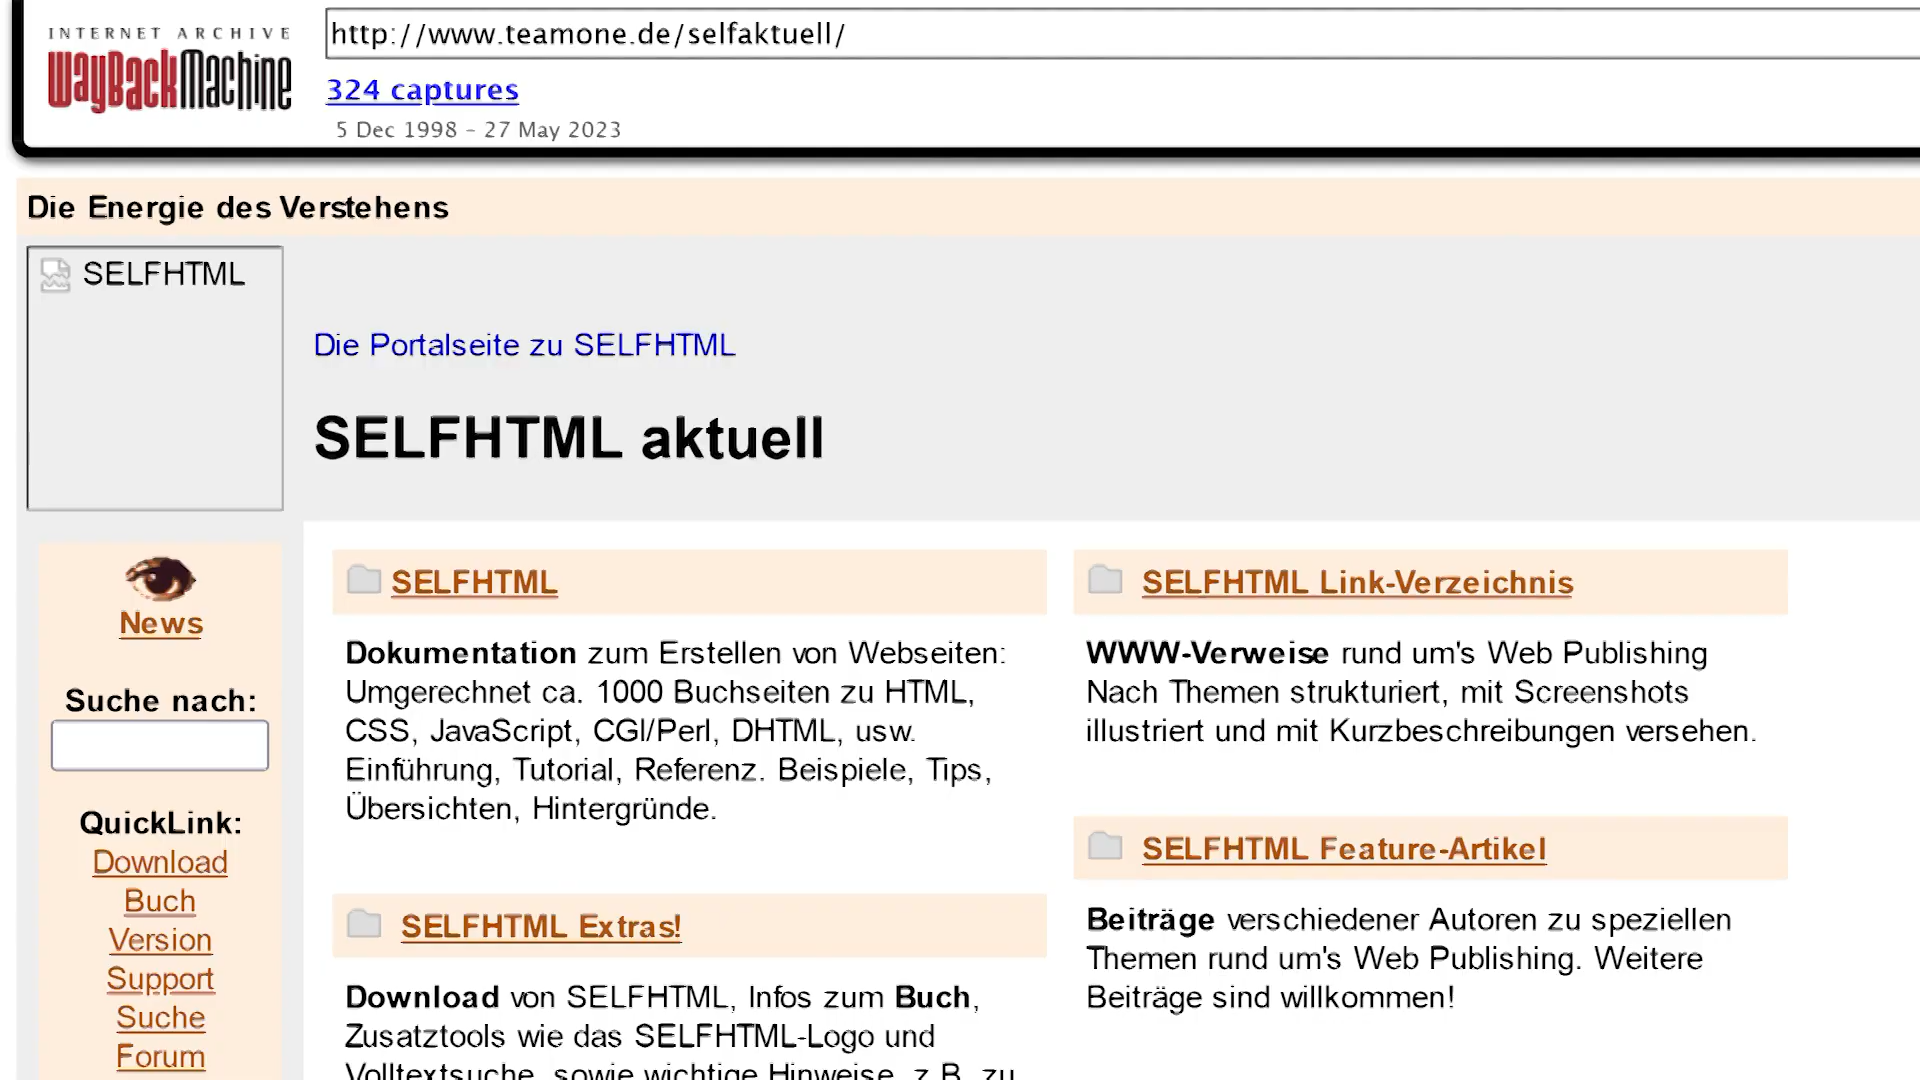 INTERNET ARCHIVE
WayBackMachine
http://www.teamone.de/selfaktuell/
324 captures
5 Dec 1998 - 27 May 2023
Die Energie des Verstehens
SELFHTML
Die Portalseite zu SELFHTML
SELFHTML aktuell
News
Suche nach:
QuickLink:
Download
Buch
Version
Support
Suche
Forum
SELFHTML
Dokumentation zum Erstellen von Webseiten:
Umgerechnet ca. 1000 Buchseiten zu HTML,
CSS, JavaScript, CGI/Perl, DHTML, usw.
Einführung, Tutorial, Referenz. Beispiele, Tips,
Übersichten, Hintergründe.
SELFHTML Extras!
Download von SELFHTML, Infos zum Buch,
Zusatztools wie das SELFHTML-Logo und
Volltextsuche, sowie wichtige Hinweise, z.B. zu
SELFHTML Link-Verzeichnis
WWW-Verweise rund um's Web Publishing
Nach Themen strukturiert, mit Screenshots
illustriert und mit Kurzbeschreibungen versehen.
SELFHTML Feature-Artikel
Beiträge verschiedener Autoren zu speziellen
Themen rund um's Web Publishing. Weitere
Beiträge sind willkommen!